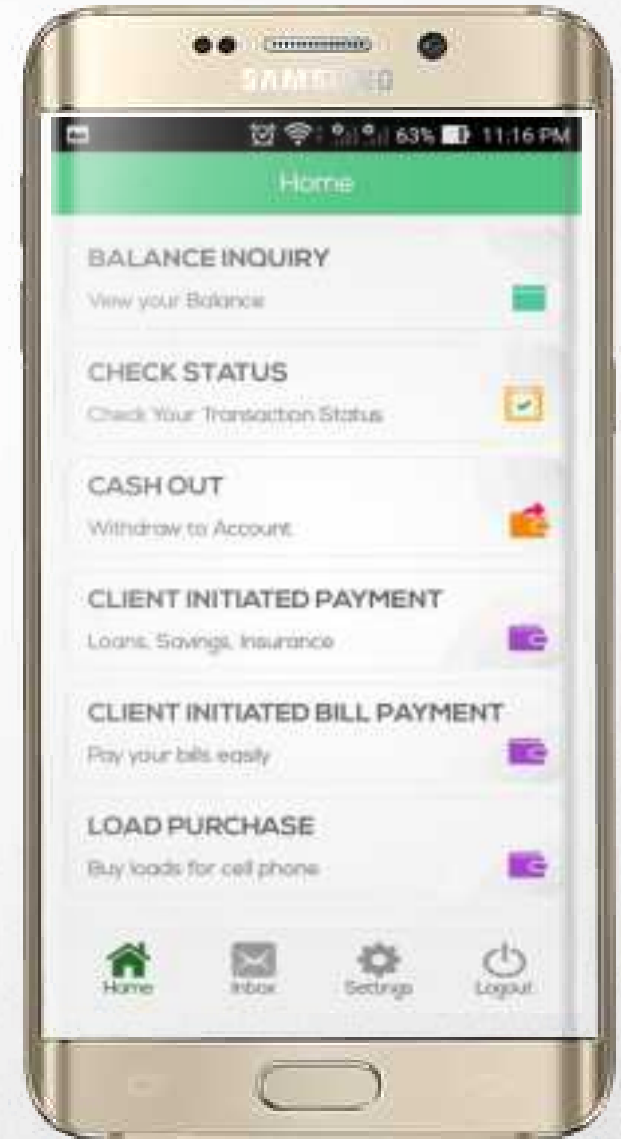 SAMSUNG
63% 11:16 PM
Home
BALANCE INQUIRY
View your Balance
CHECK STATUS
Check Your Transaction Status
CASH OUT
Withdraw to Account
CLIENT INITIATED PAYMENT
Loans, Savings, Insurance
CLIENT INITIATED BILL PAYMENT
Pay your bills easily
LOAD PURCHASE
Buy loads for cell phone
Home Inbox Settings Logout